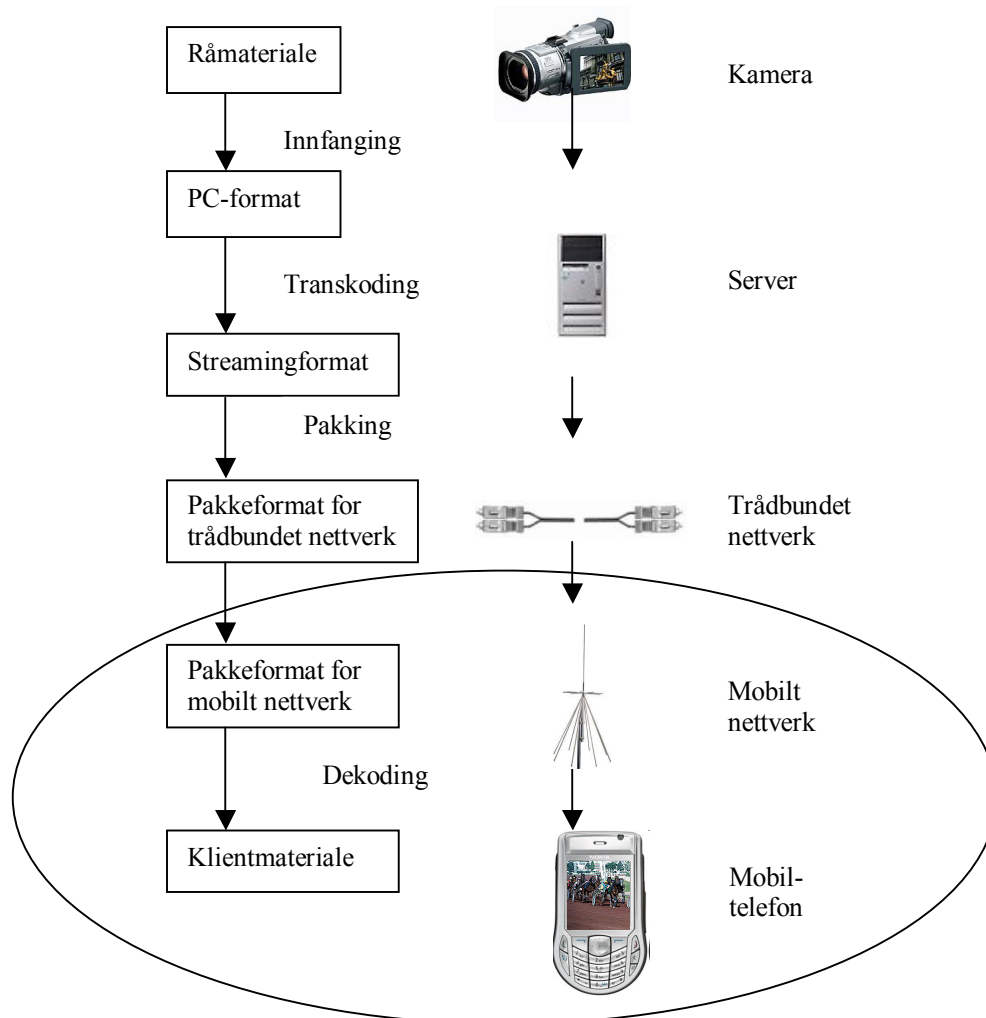 Råmateriale
Kamera
Innfanging
PC-format
Transkoding
Server
Streamingformat
Pakking
Pakkeformat for
trådbundet nettverk
Trådbundet
nettverk
Pakkeformat for
mobilt nettverk
Mobilt
nettverk
Dekoding
Klientmateriale
Mobil-
telefon